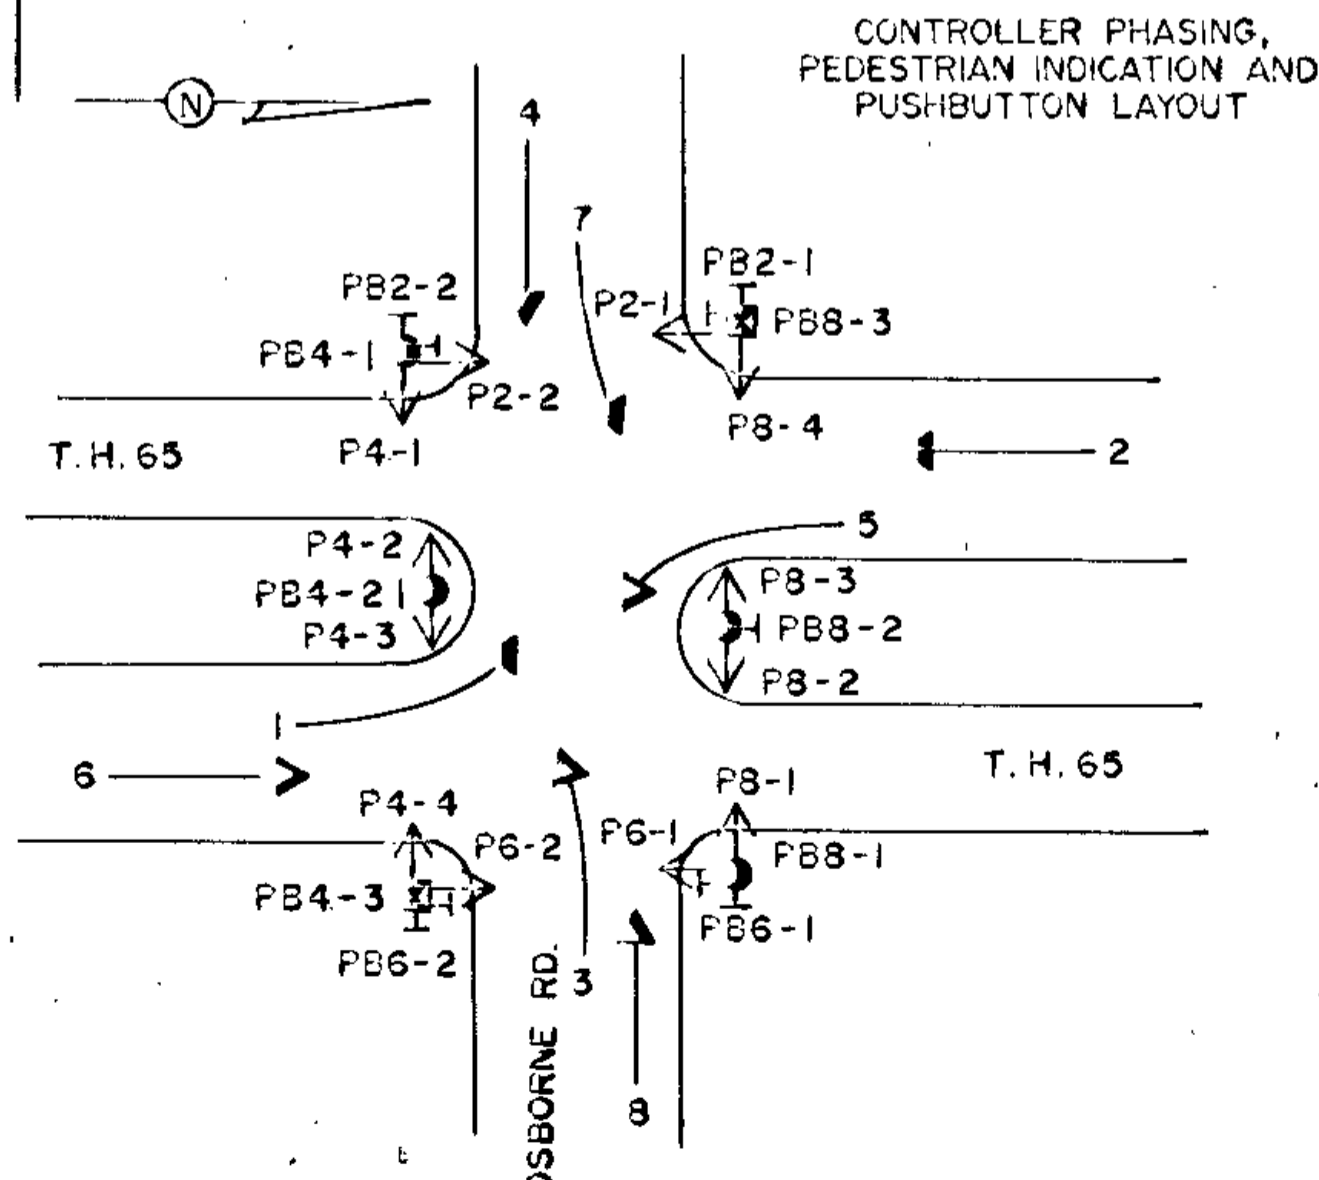 CONTROLLER PHASING,
PEDESTRIAN INDICATION AND
PUSHBUTTON LAYOUT
N
4
7
PB2-2
PB2-1
P2-1
PB8-3
PB4-1
P2-2
P8-4
T.H. 65
P4-1
2
5
P4-2
P8-3
PB4-2
PB8-2
P4-3
P8-2
1
6
T.H. 65
P8-1
P4-4
P6-1
P6-2
PB8-1
PB4-3
PB6-1
PB6-2
3
OSBORNE RD.
8